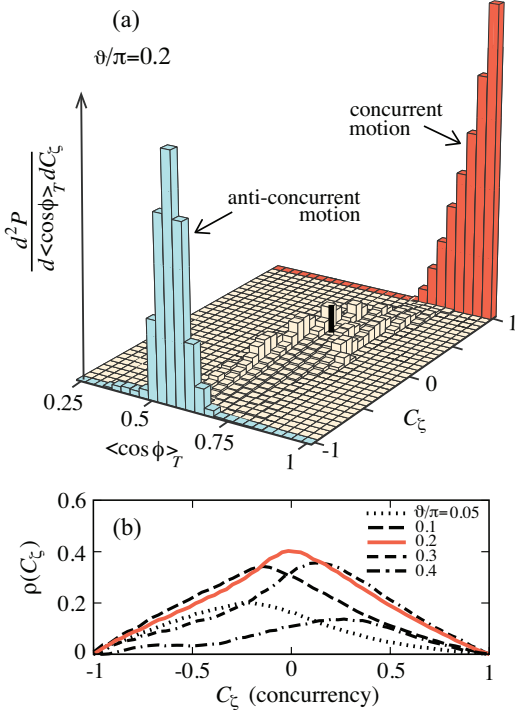 (a)
ϑ/π=0.2
concurrent
motion
anti-concurrent
motion
d²P
d <cosϕ>_T dC_ζ
0.25
0.5
0.75
1
<cosϕ>_T
-1
0
1
C_ζ
(b)
0.6
0.4
0.2
0
ρ(C_ζ)
ϑ/π=0.05
0.1
0.2
0.3
0.4
-1
-0.5
0
0.5
1
C_ζ (concurrency)